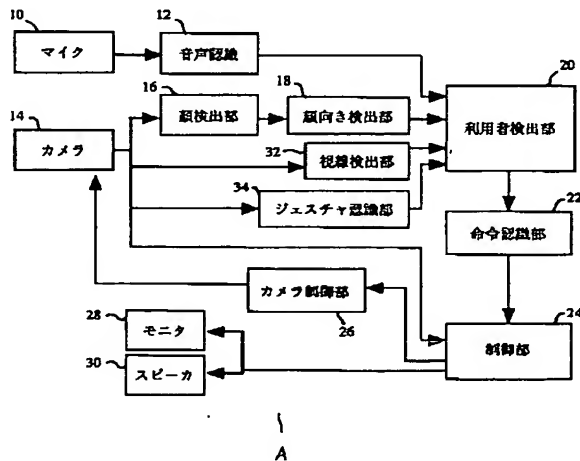 10
マイク
12
音声認識
14
カメラ
16
顔検出部
18
顔向き検出部
20
利用者検出部
32
視線検出部
34
ジェスチャ認識部
22
命令認識部
カメラ制御部
26
24
制御部
28
モニタ
30
スピーカ
A